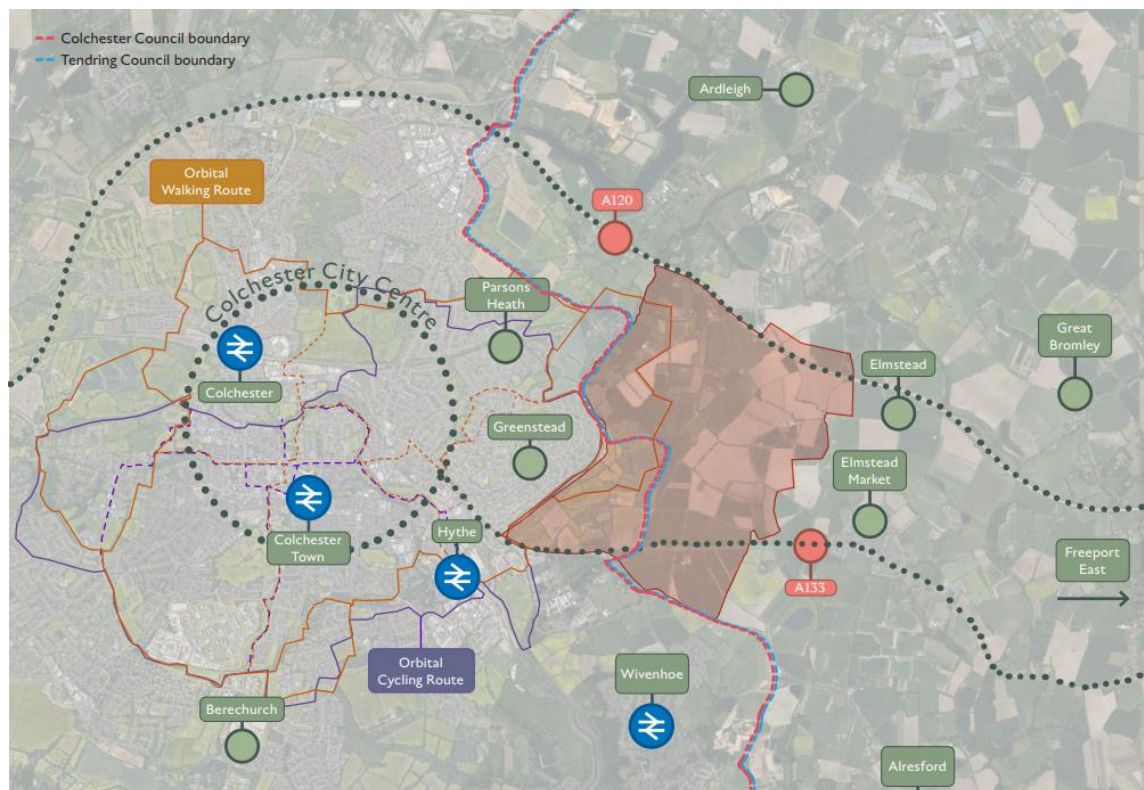 Colchester Council boundary
Tendring Council boundary
Ardleigh
Orbital
Walking Route
A120
Colchester City Centre
Parsons
Heath
Great
Bromley
Elmstead
Colchester
Greenstead
Elmstead
Market
Colchester
Town
Hythe
Freeport
East
A133
Orbital
Cycling Route
Wivenhoe
Berechurch
Alresford